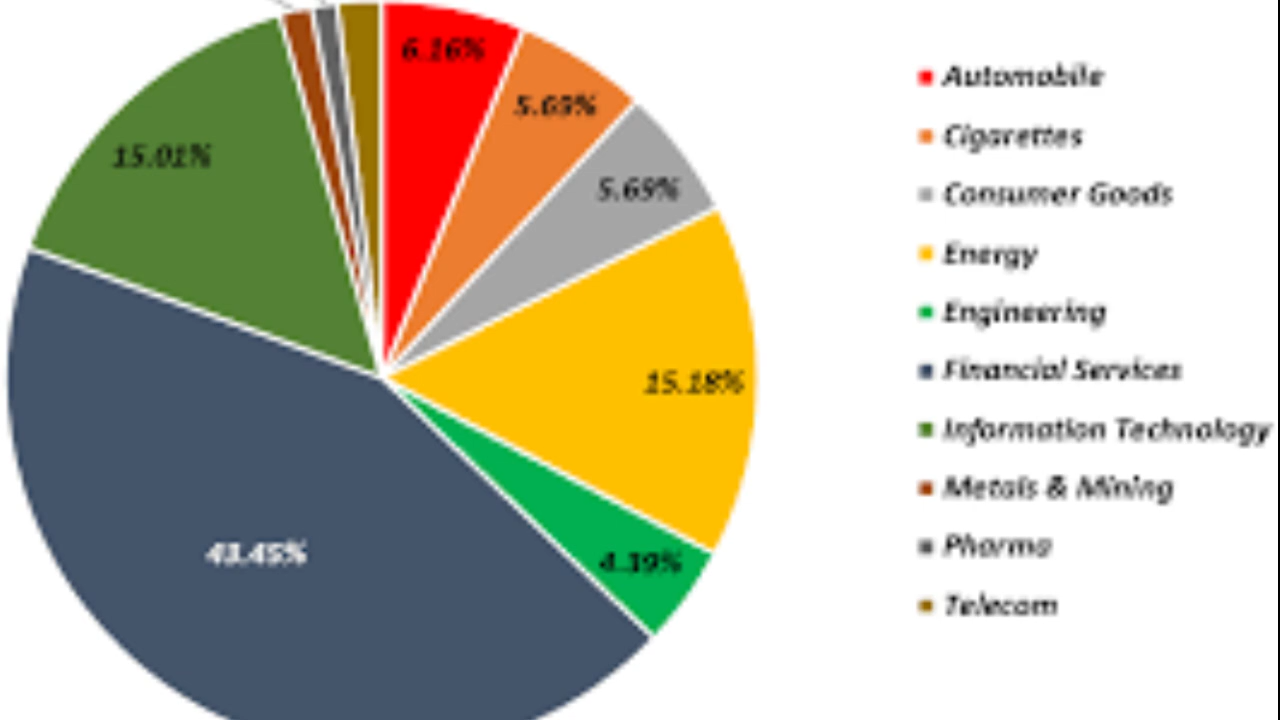 6.16%
5.69%
5.69%
15.18%
4.39%
43.45%
15.01%
Automobile
Cigarettes
Consumer Goods
Energy
Engineering
Financial Services
Information Technology
Metals & Mining
Pharma
Telecom